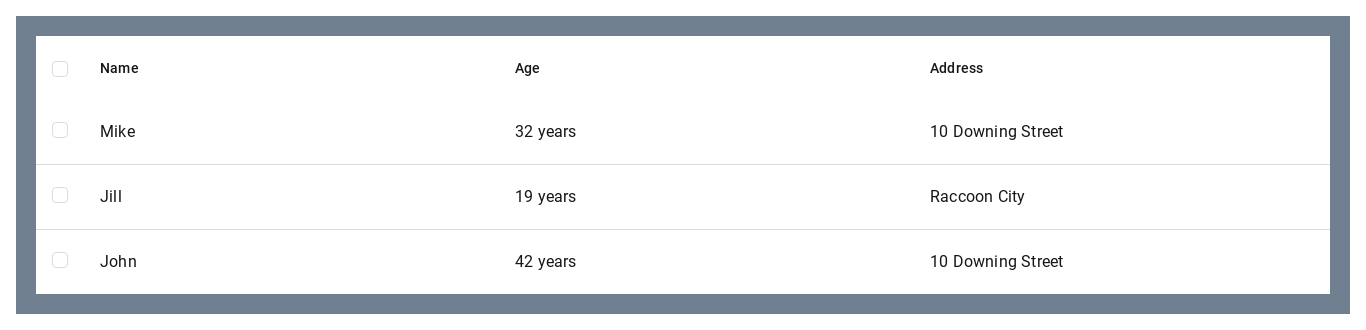 Name Age Address
Mike 32 years 10 Downing Street
Jill 19 years Raccoon City
John 42 years 10 Downing Street